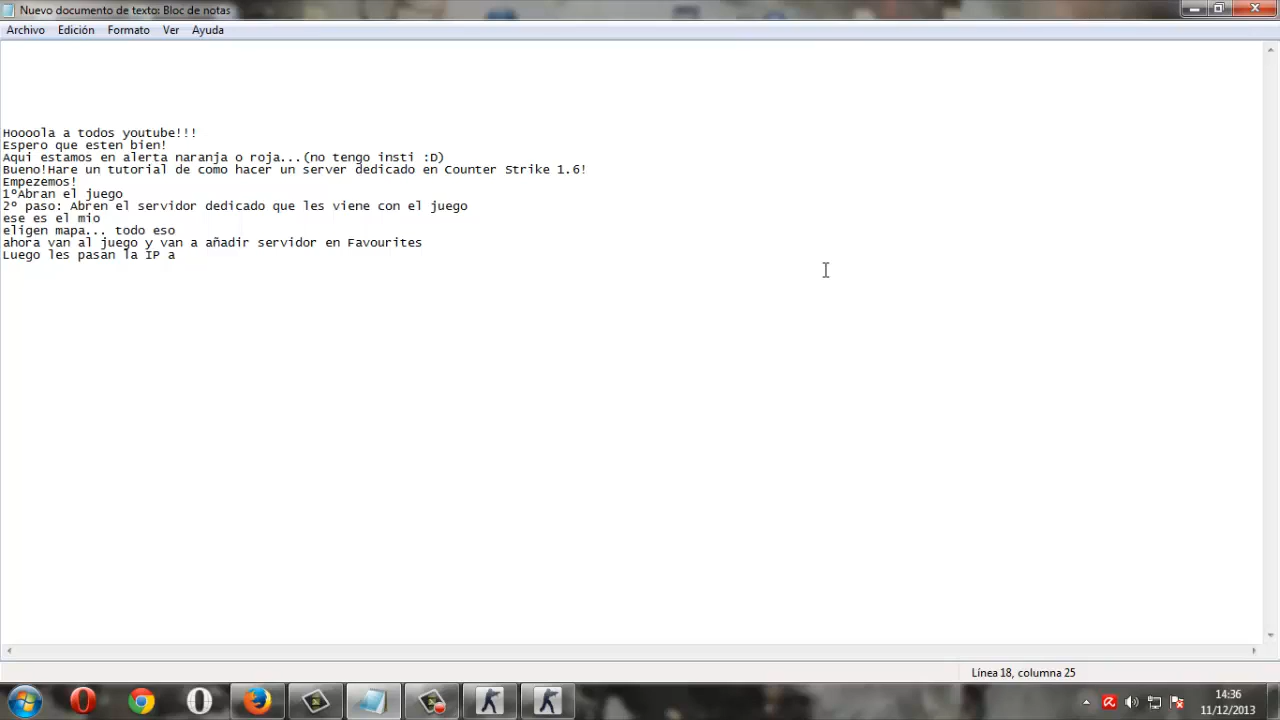 Nuevo documento de texto: Bloc de notas
Archivo Edición Formato Ver Ayuda
Hoooola a todos youtube!!!
Espero que esten bien!
Aqui estamos en alerta naranja o roja...(no tengo insti :D)
Bueno!Hare un tutorial de como hacer un server dedicado en Counter Strike 1.6!
Empezemos!
1ºAbran el juego
2º paso: Abren el servidor dedicado que les viene con el juego
ese es el mio
eligen mapa... todo eso
ahora van al juego y van a añadir servidor en Favourites
Luego les pasan la IP a
Línea 18, columna 25
14:36
11/12/2013